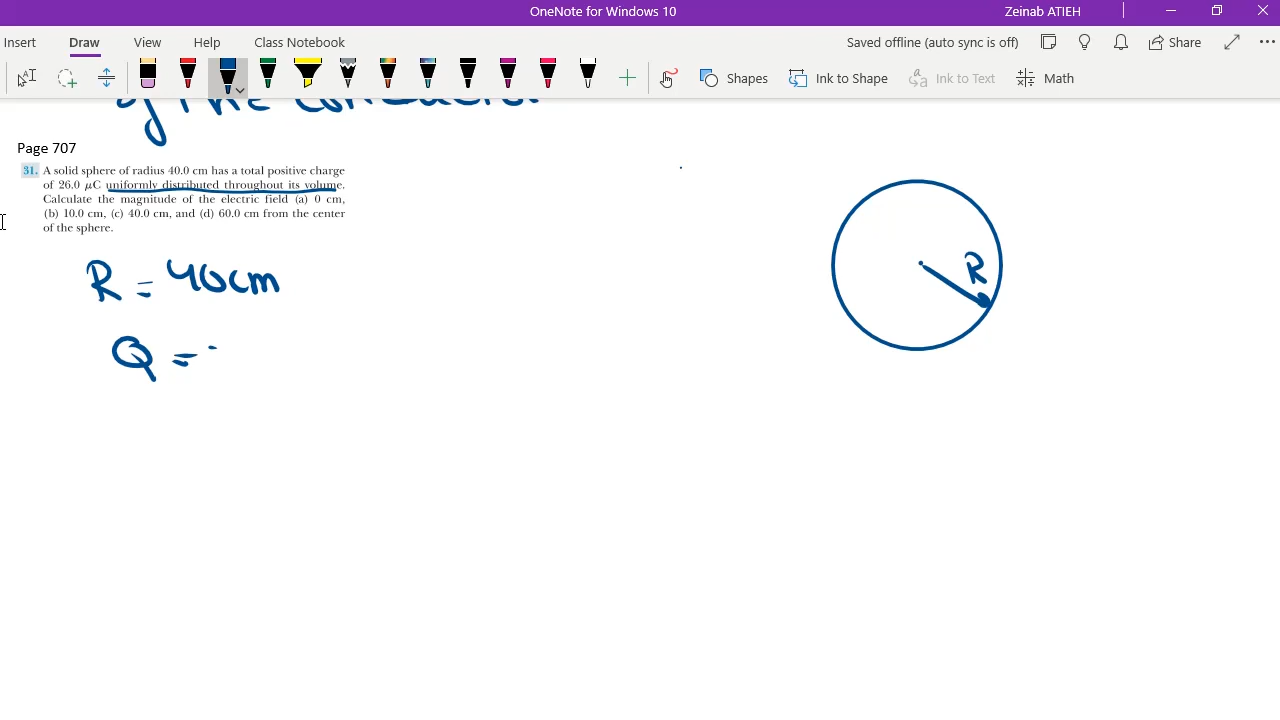 OneNote for Windows 10
Zeinab ATIEH
Insert Draw View Help Class Notebook
Saved offline (auto sync is off) Share
Shapes Ink to Shape Ink to Text Math
of the conductor
Page 707
31. A solid sphere of radius 40.0 cm has a total positive charge
of 26.0 μC uniformly distributed throughout its volume.
Calculate the magnitude of the electric field (a) 0 cm,
(b) 10.0 cm, (c) 40.0 cm, and (d) 60.0 cm from the center
of the sphere.
R = 40cm
R
Q =